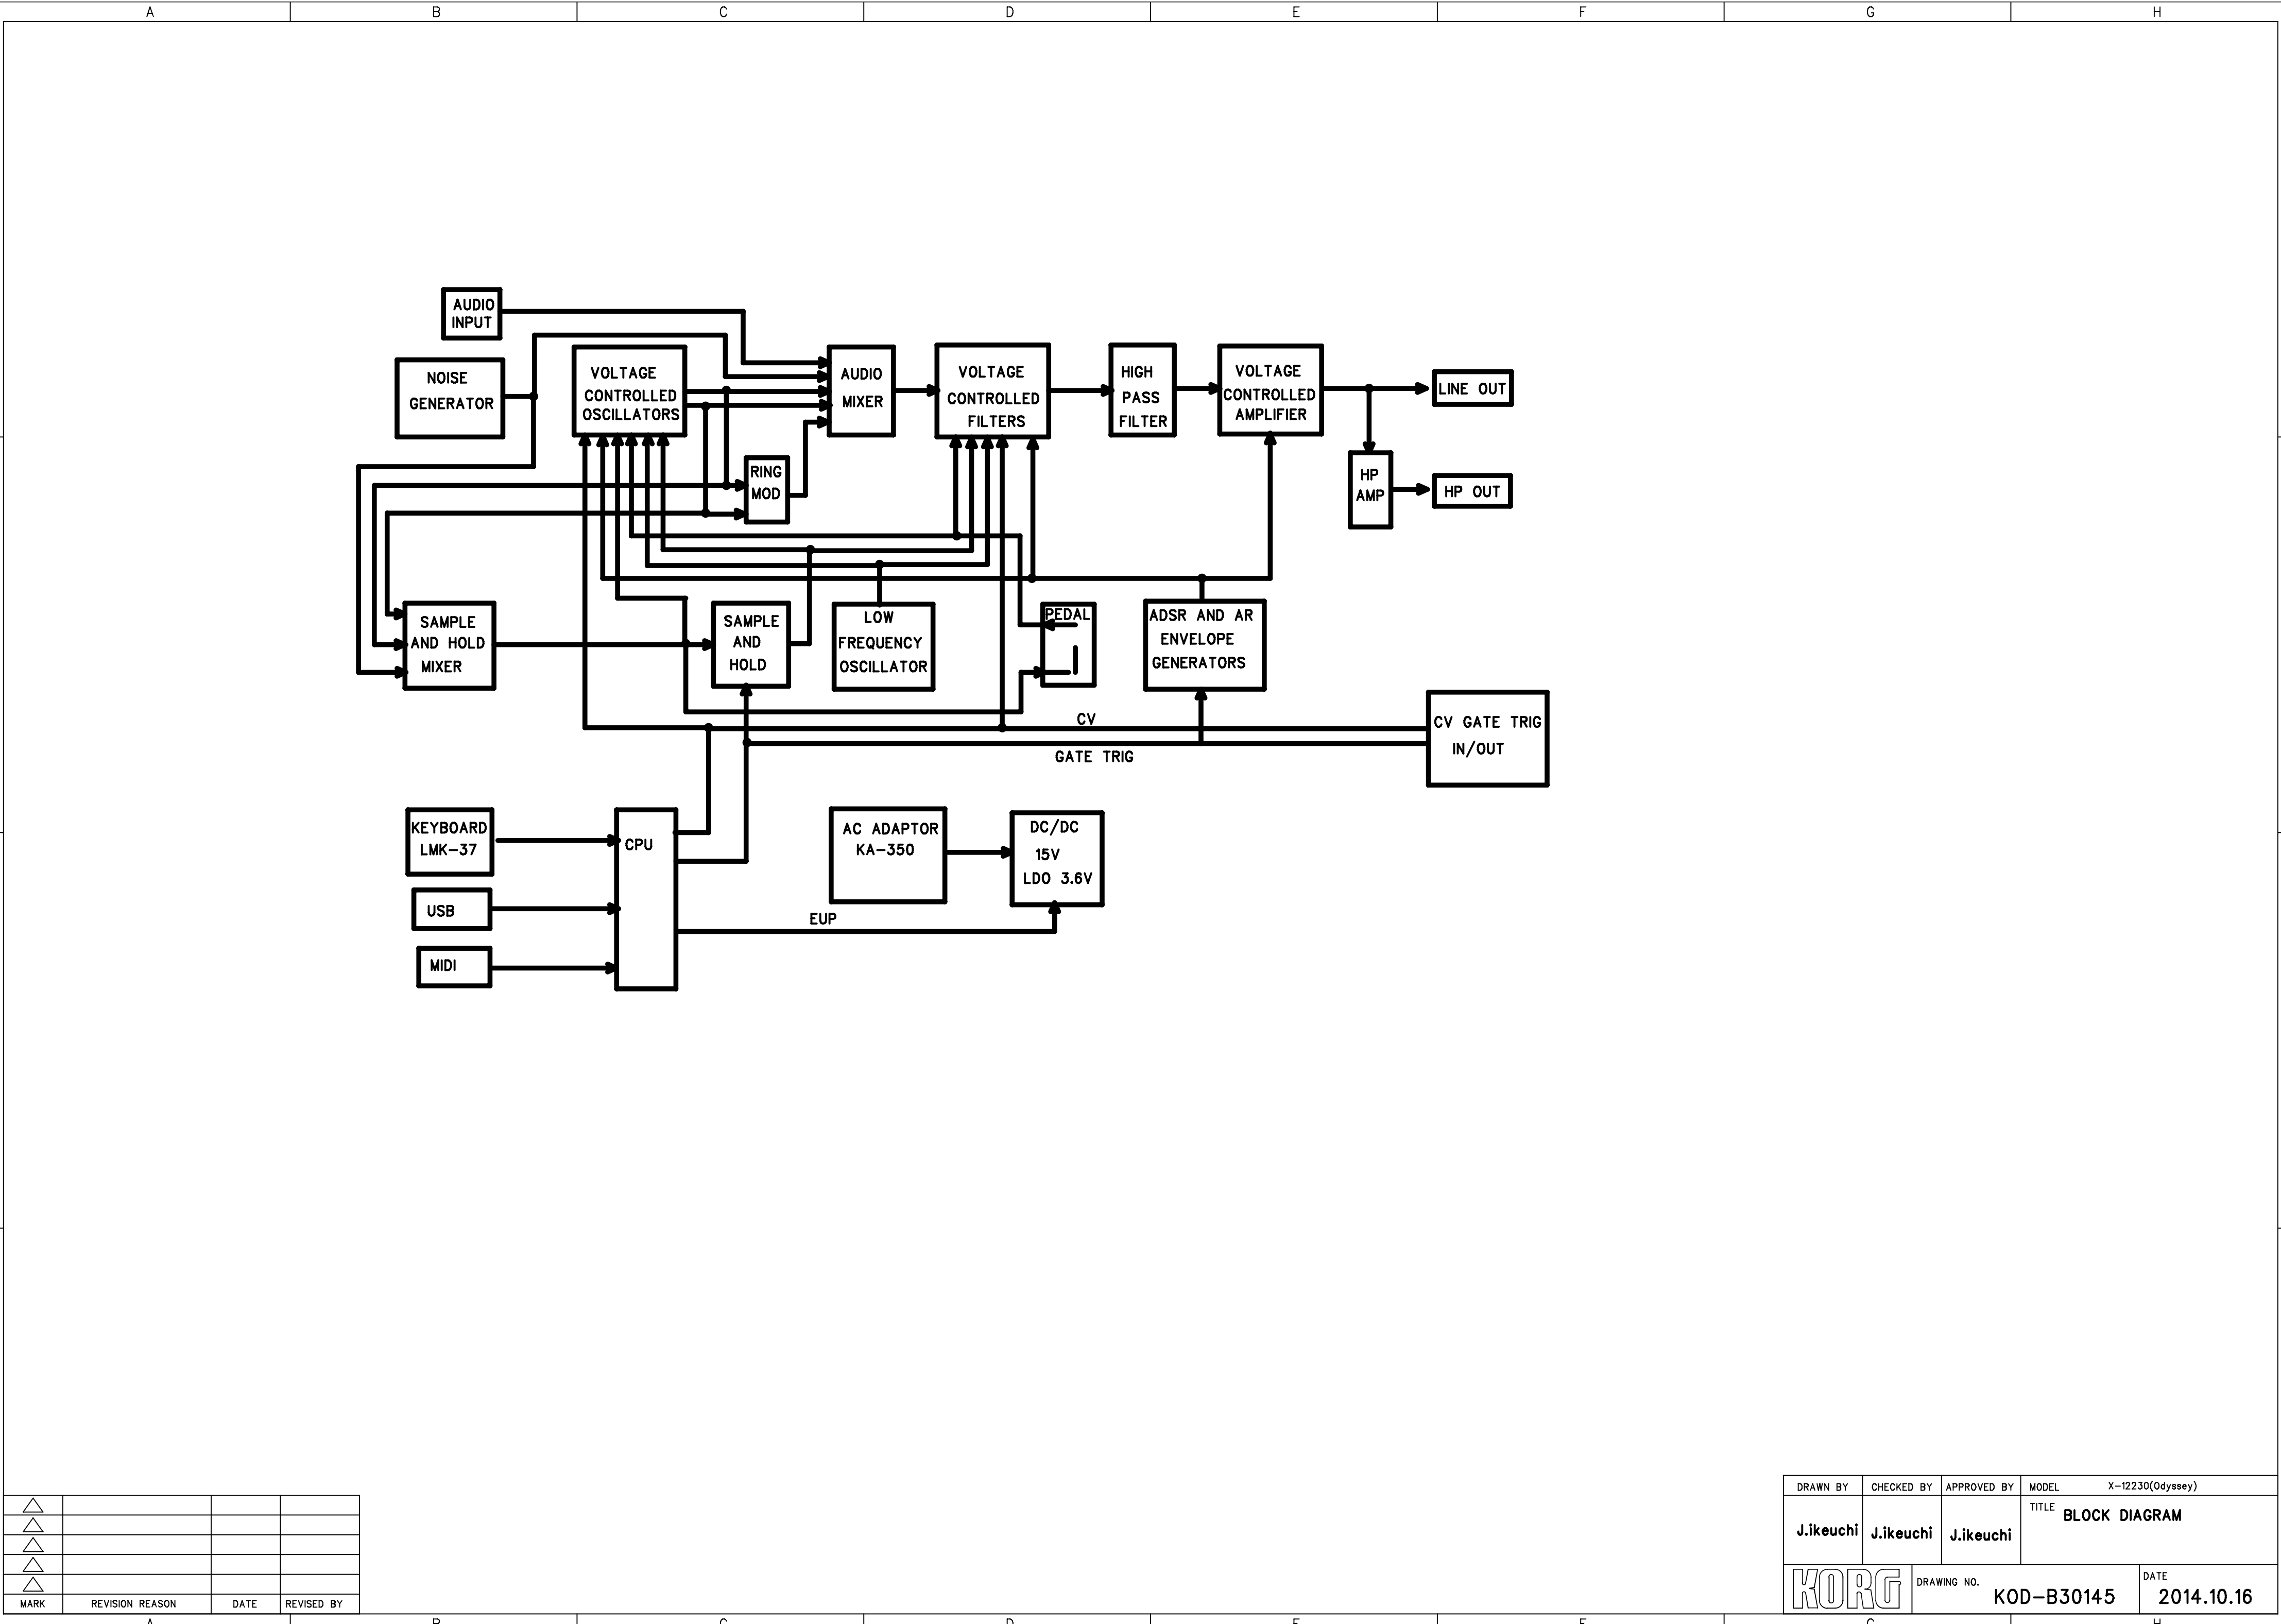 A B C D E F G H
AUDIO
INPUT
NOISE
GENERATOR
VOLTAGE
CONTROLLED
OSCILLATORS
AUDIO
MIXER
VOLTAGE
CONTROLLED
FILTERS
HIGH
PASS
FILTER
VOLTAGE
CONTROLLED
AMPLIFIER
LINE OUT
RING
MOD
HP
AMP
HP OUT
SAMPLE
AND HOLD
MIXER
SAMPLE
AND
HOLD
LOW
FREQUENCY
OSCILLATOR
PEDAL
ADSR AND AR
ENVELOPE
GENERATORS
CV
GATE TRIG
CV GATE TRIG
IN/OUT
KEYBOARD
LMK-37
USB
MIDI
CPU
AC ADAPTOR
KA-350
DC/DC
15V
LDO 3.6V
EUP
MARK REVISION REASON DATE REVISED BY
DRAWN BY CHECKED BY APPROVED BY MODEL X-12230(Odyssey)
J.ikeuchi J.ikeuchi J.ikeuchi
TITLE BLOCK DIAGRAM
KORG
DRAWING NO. KOD-B30145
DATE
2014.10.16
A B C D E F G H